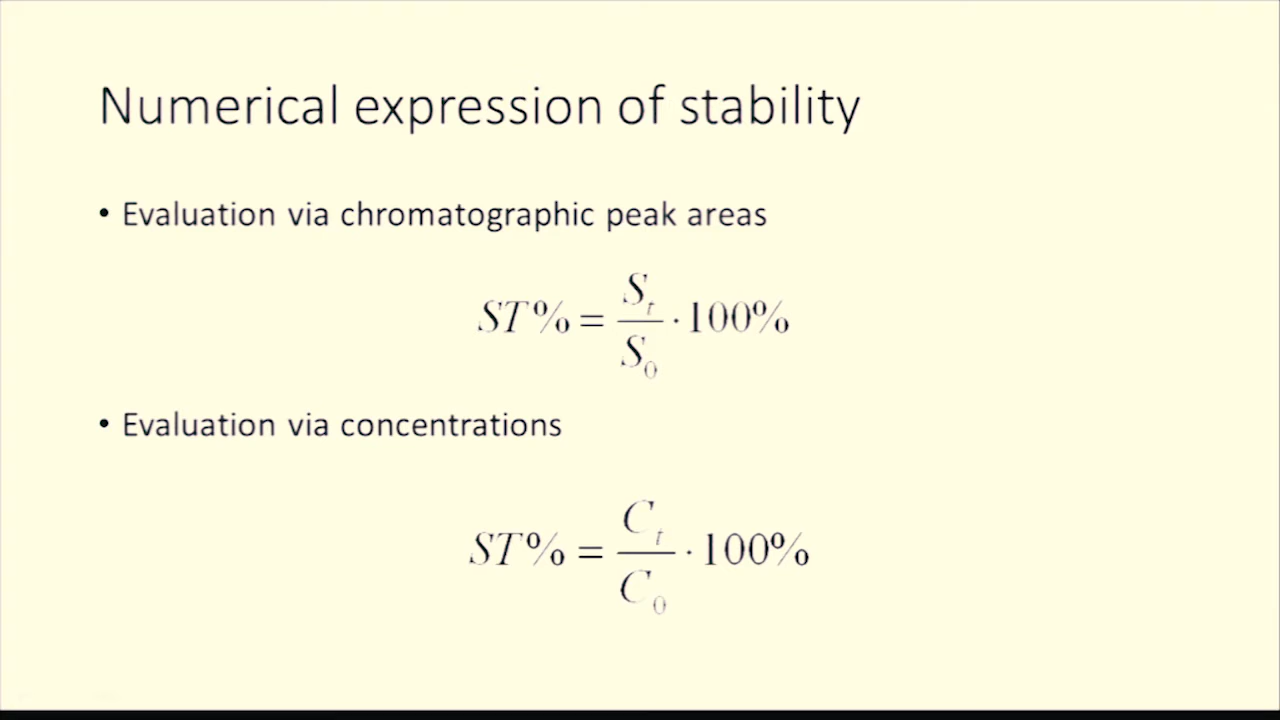 Numerical expression of stability
• Evaluation via chromatographic peak areas
ST% = S_t / S_0 · 100%
• Evaluation via concentrations
ST% = C_t / C_0 · 100%